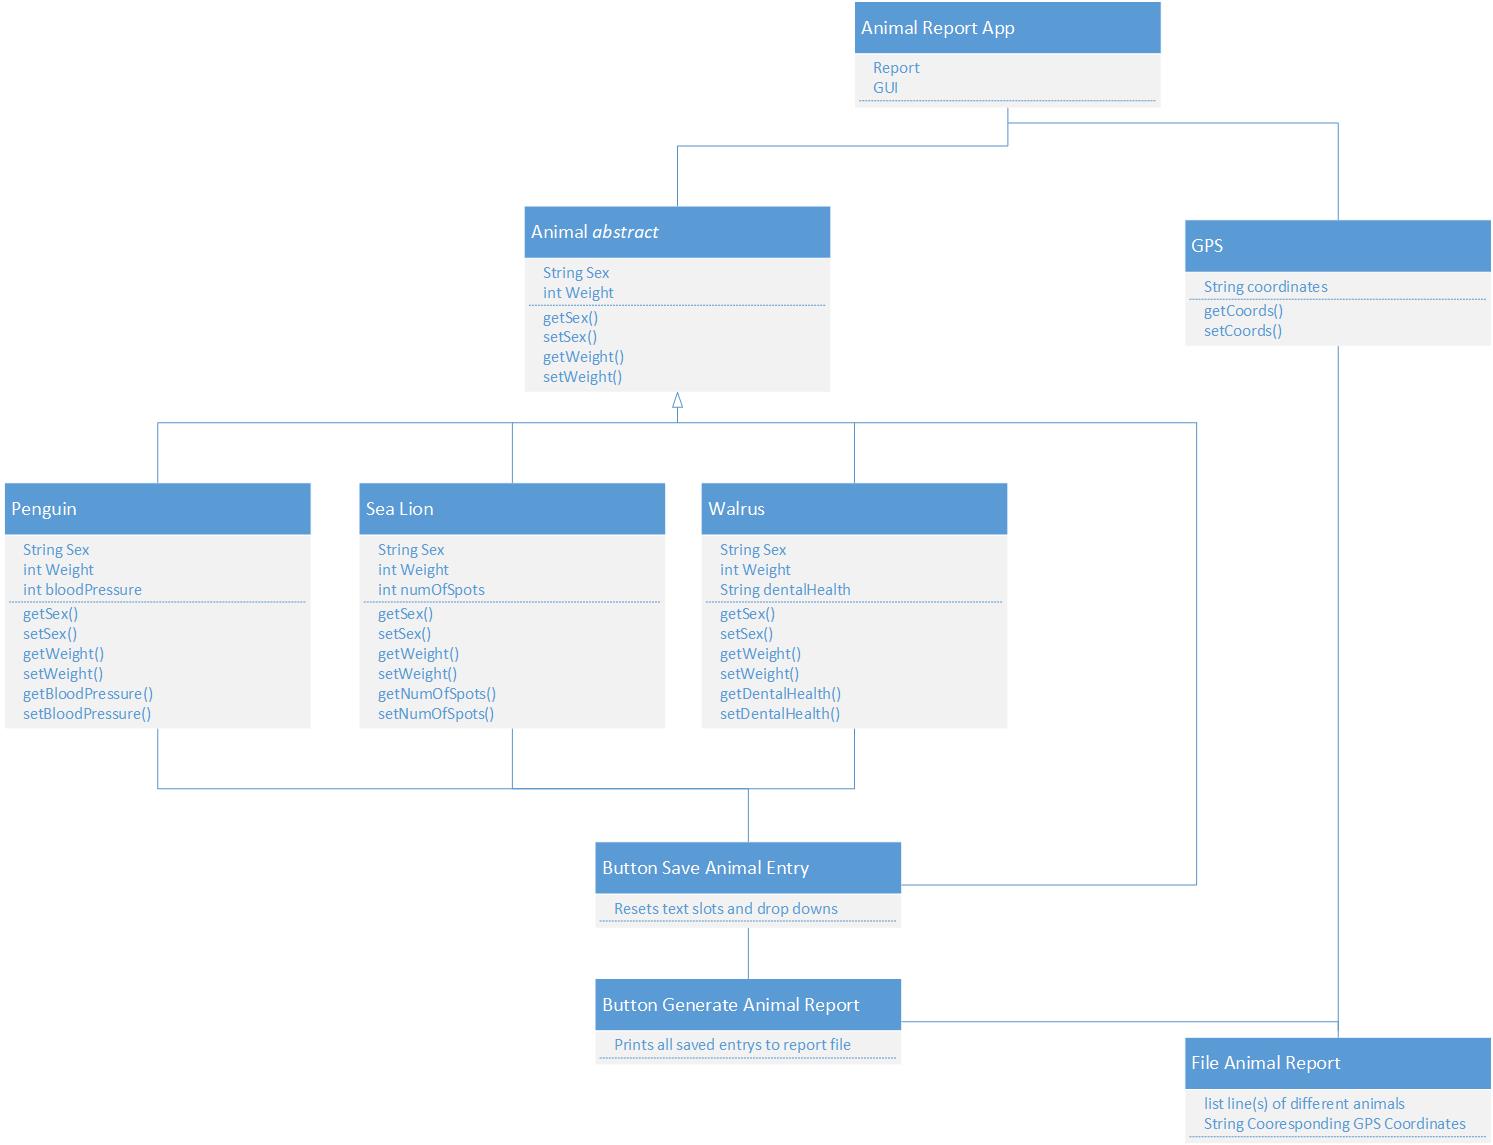 Animal Report App
Report
GUI
Animal abstract
String Sex
int Weight
getSex()
setSex()
getWeight()
setWeight()
GPS
String coordinates
getCoords()
setCoords()
Penguin
String Sex
int Weight
int bloodPressure
getSex()
setSex()
getWeight()
setWeight()
getBloodPressure()
setBloodPressure()
Sea Lion
String Sex
int Weight
int numOfSpots
getSex()
setSex()
getWeight()
setWeight()
getNumOfSpots()
setNumOfSpots()
Walrus
String Sex
int Weight
String dentalHealth
getSex()
setSex()
getWeight()
setWeight()
getDentalHealth()
setDentalHealth()
Button Save Animal Entry
Resets text slots and drop downs
Button Generate Animal Report
Prints all saved entrys to report file
File Animal Report
list line(s) of different animals
String Cooresponding GPS Coordinates